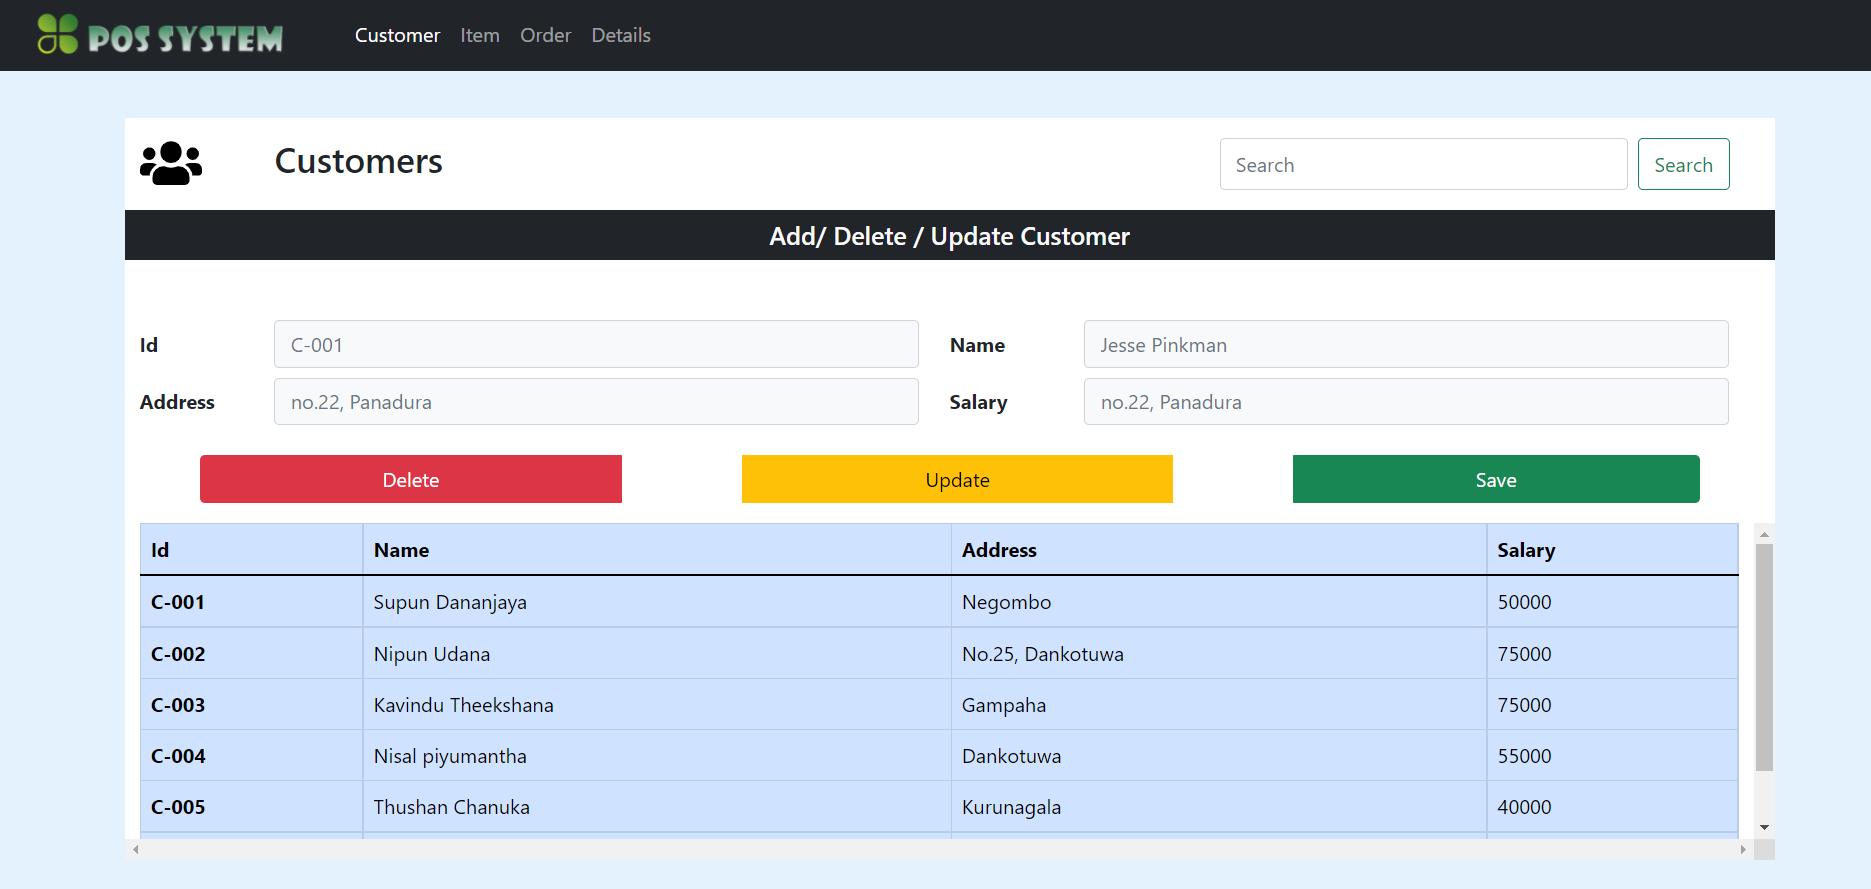 POS SYSTEM Customer Item Order Details
Customers Search Search
Add/ Delete / Update Customer
Id C-001 Name Jesse Pinkman
Address no.22, Panadura Salary no.22, Panadura
Delete Update Save
Id Name Address Salary
C-001 Supun Dananjaya Negombo 50000
C-002 Nipun Udana No.25, Dankotuwa 75000
C-003 Kavindu Theekshana Gampaha 75000
C-004 Nisal piyumantha Dankotuwa 55000
C-005 Thushan Chanuka Kurunagala 40000